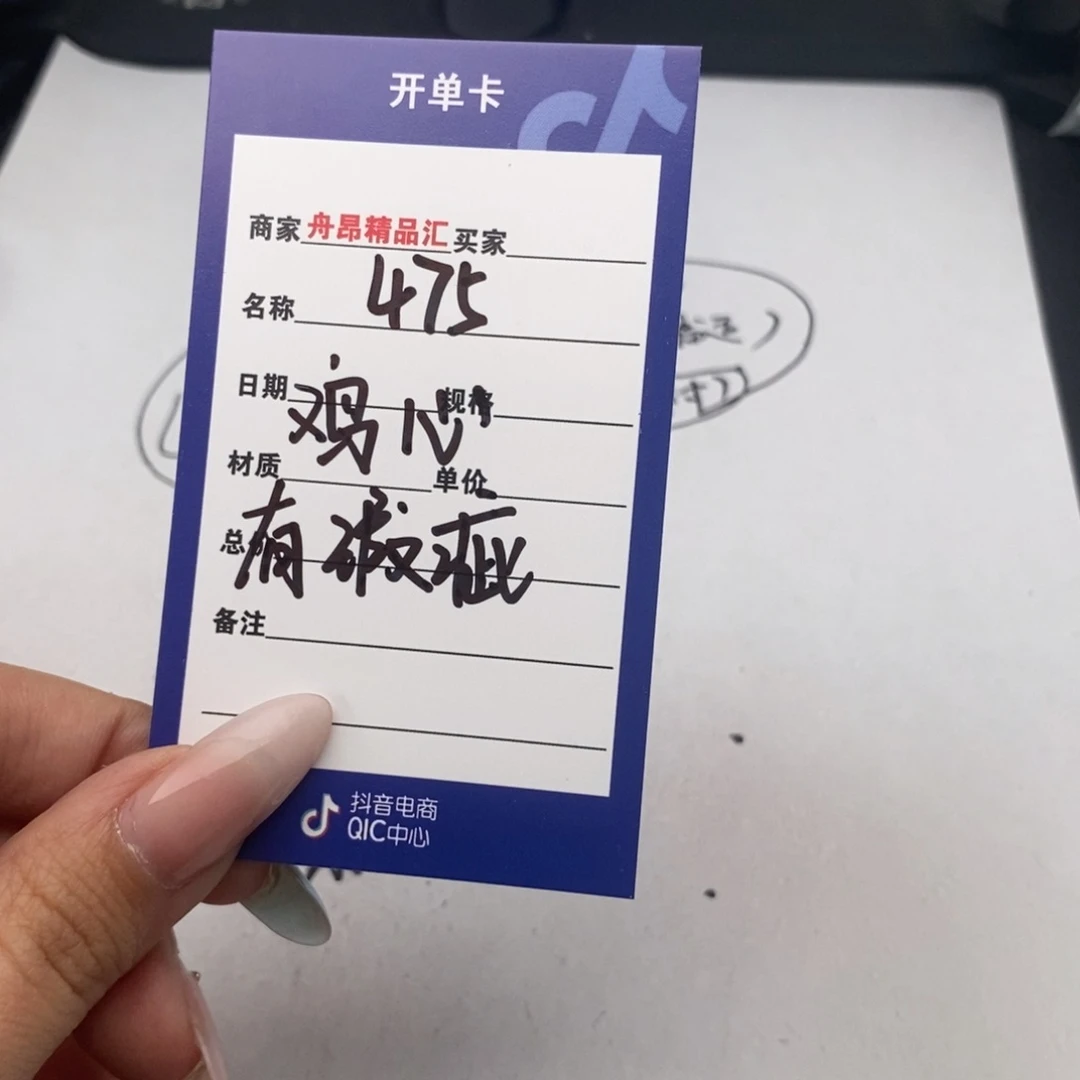 开单卡
商家 舟昂精品汇 买家
名称 475
日期 规格
鸡心
材质 单价
总价 有瑕疵
备注
抖音电商
QIC中心